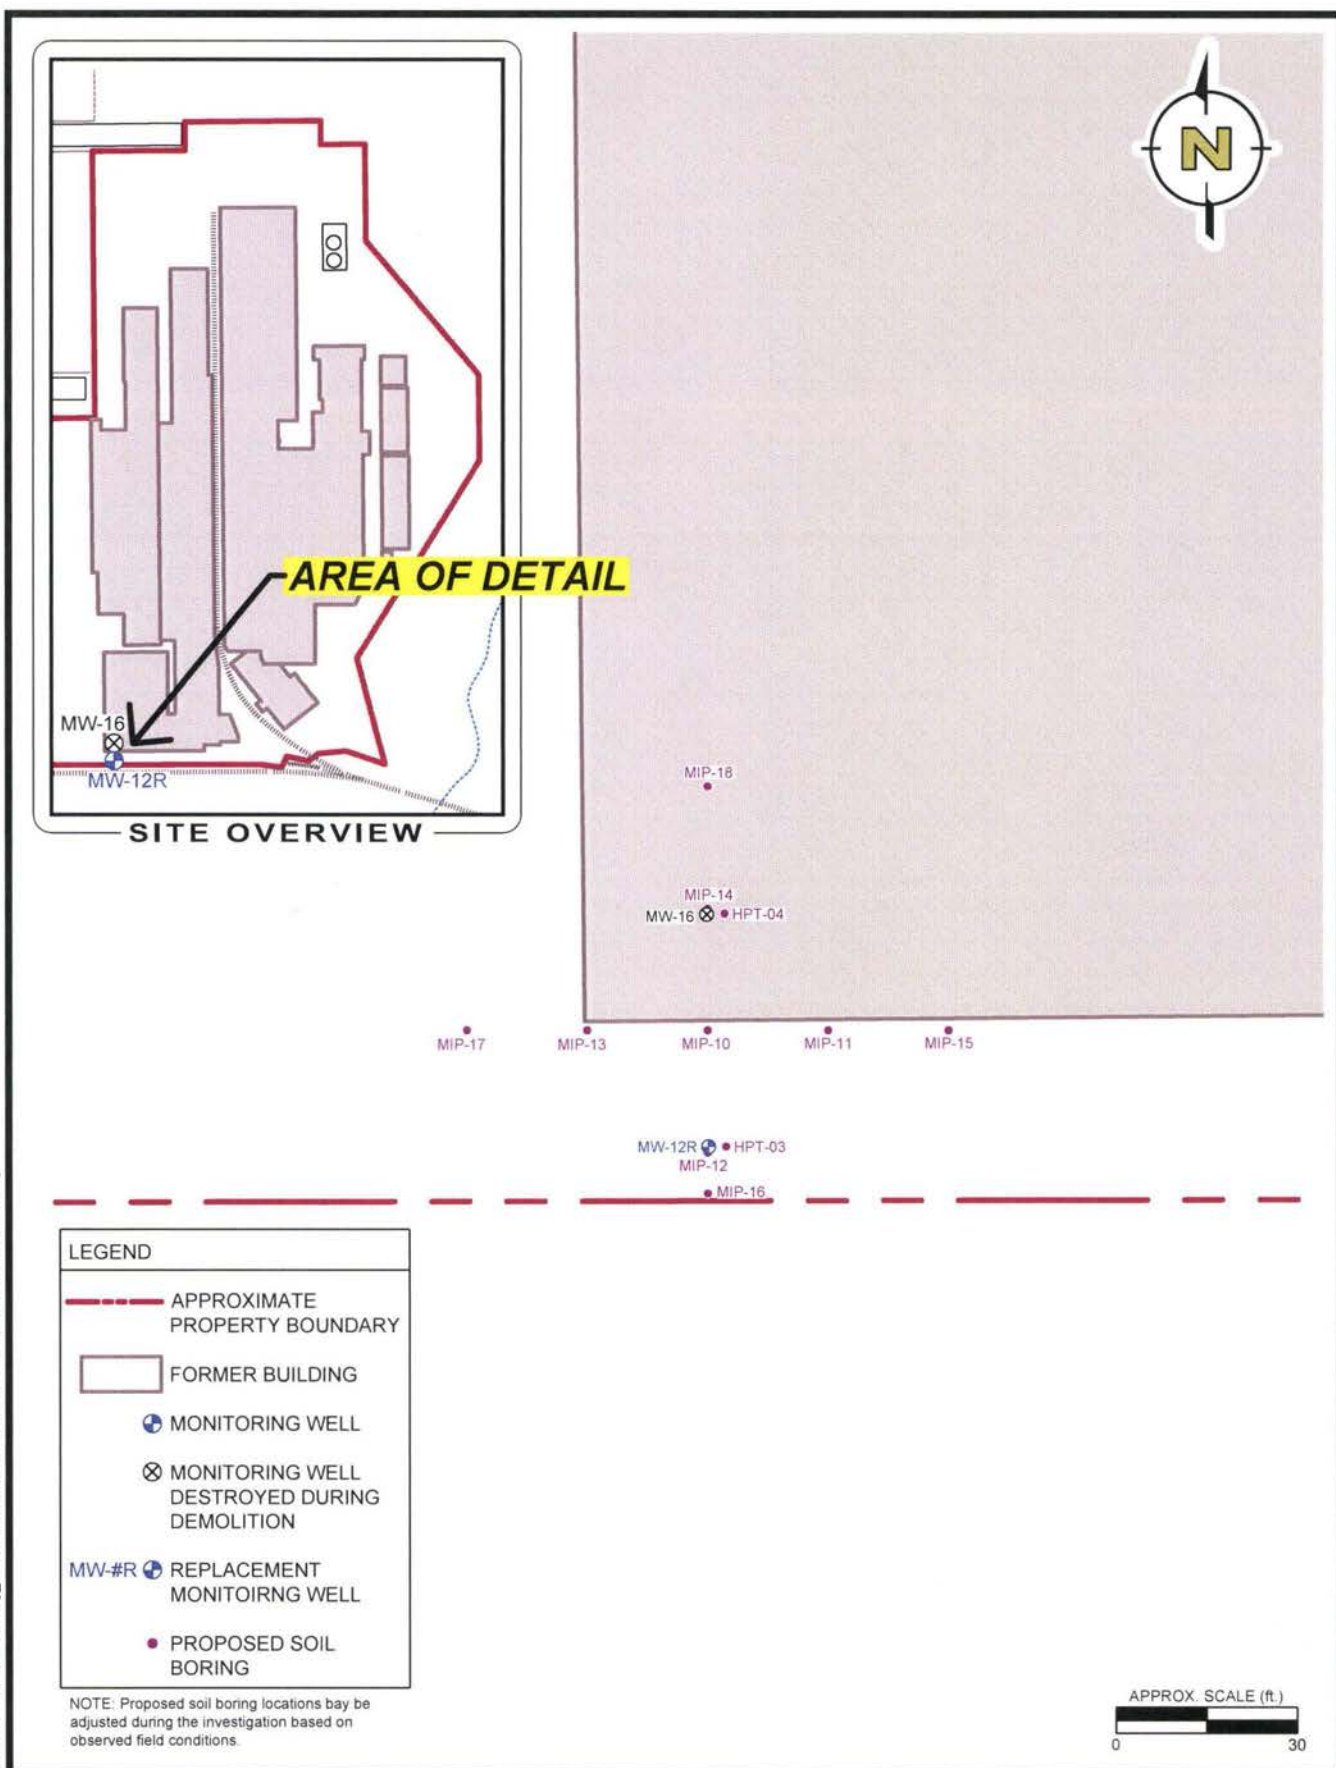 N
AREA OF DETAIL
MW-16
MW-12R
SITE OVERVIEW
MIP-18
MIP-14
MW-16
HPT-04
MIP-17
MIP-13
MIP-10
MIP-11
MIP-15
MW-12R
HPT-03
MIP-12
MIP-16
LEGEND
APPROXIMATE
PROPERTY BOUNDARY
FORMER BUILDING
MONITORING WELL
MONITORING WELL
DESTROYED DURING
DEMOLITION
MW-#R REPLACEMENT
MONITOIRNG WELL
PROPOSED SOIL
BORING
NOTE: Proposed soil boring locations bay be
adjusted during the investigation based on
observed field conditions.
APPROX. SCALE (ft.)
0 30